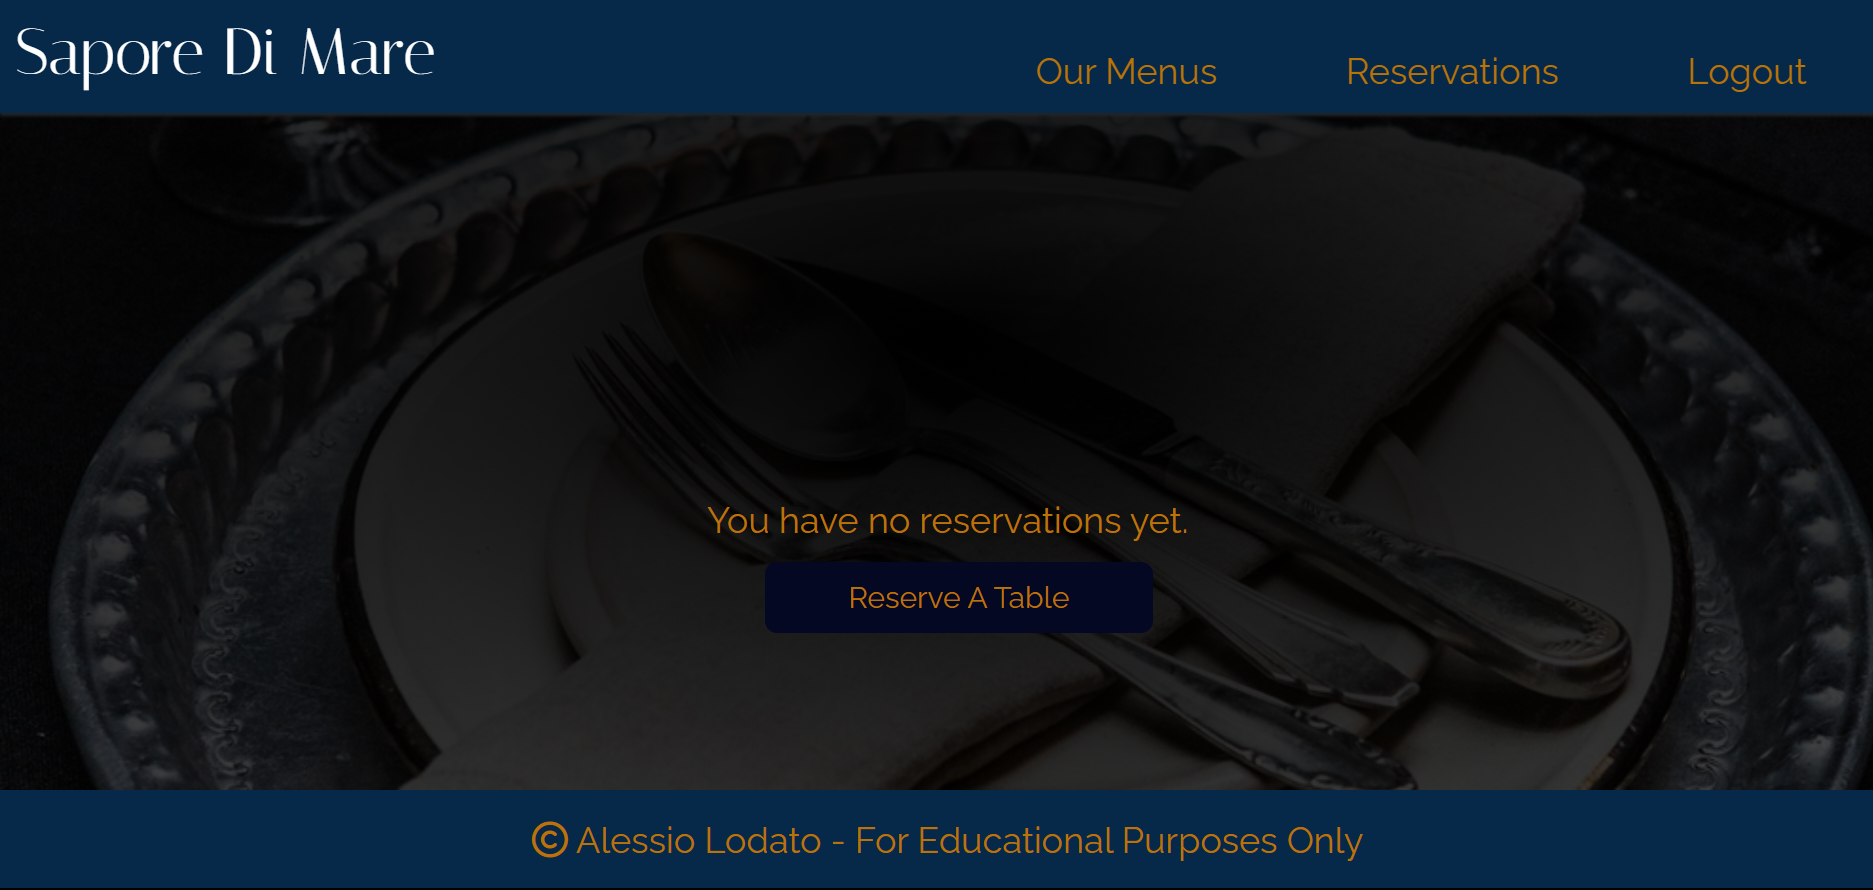 Sapore Di Mare
Our Menus
Reservations
Logout
You have no reservations yet.
Reserve A Table
© Alessio Lodato - For Educational Purposes Only